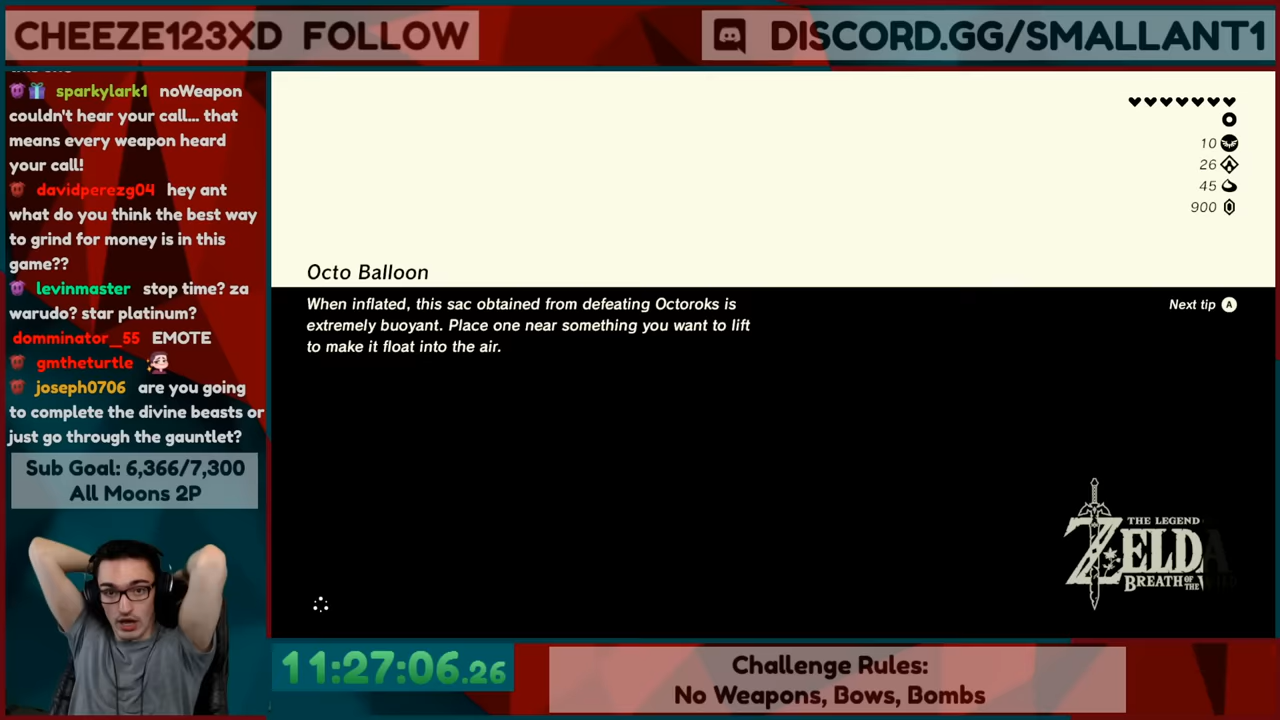 CHEEZE123XD FOLLOW
DISCORD.GG/SMALLANT1
sparkylark1 noWeapon
couldn't hear your call... that
means every weapon heard
your call!
davidperezg04 hey ant
what do you think the best way
to grind for money is in this
game??
levinmaster stop time? za
warudo? star platinum?
domminator_55 EMOTE
gmtheturtle
joseph0706 are you going
to complete the divine beasts or
just go through the gauntlet?
Sub Goal: 6,366/7,300
All Moons 2P
10
26
45
900
Octo Balloon
When inflated, this sac obtained from defeating Octoroks is
extremely buoyant. Place one near something you want to lift
to make it float into the air.
Next tip A
THE LEGEND
ZELDA
BREATH OF THE WILD
11:27:06.26
Challenge Rules:
No Weapons, Bows, Bombs